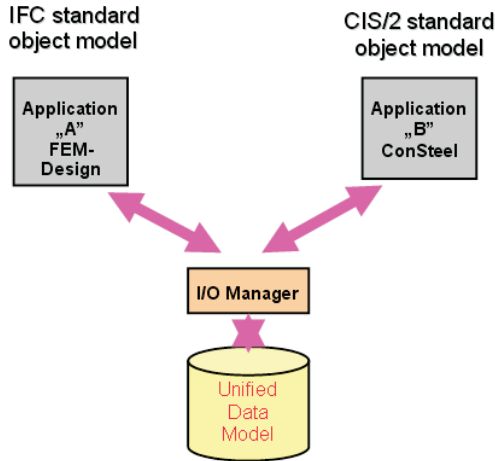 IFC standard
object model
CIS/2 standard
object model
Application
„A”
FEM-
Design
Application
„B”
ConSteel
I/O Manager
Unified
Data
Model